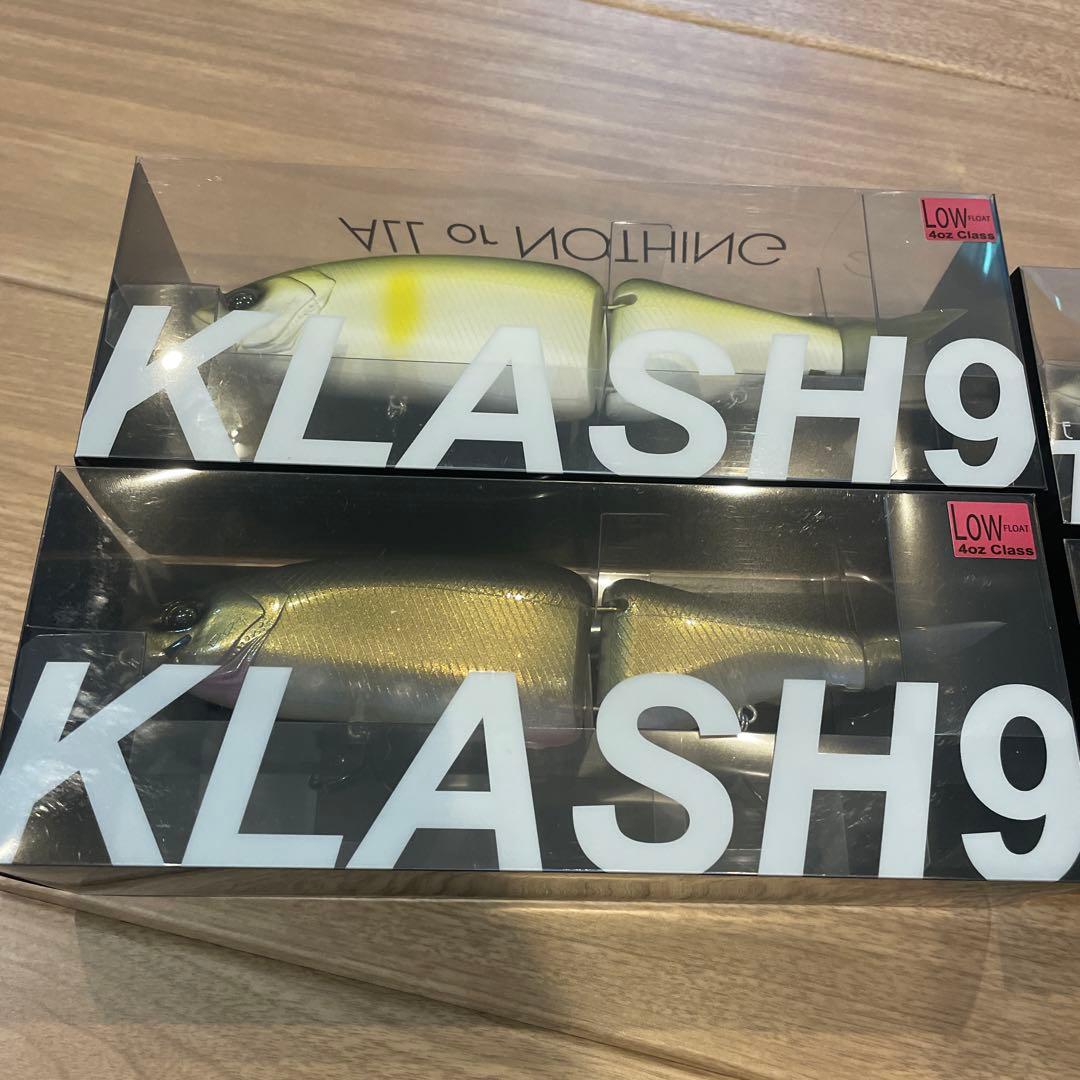 ALL or NOTHING
LOW FLOAT
4oz Class
KLASH9
LOW FLOAT
4oz Class
KLASH9